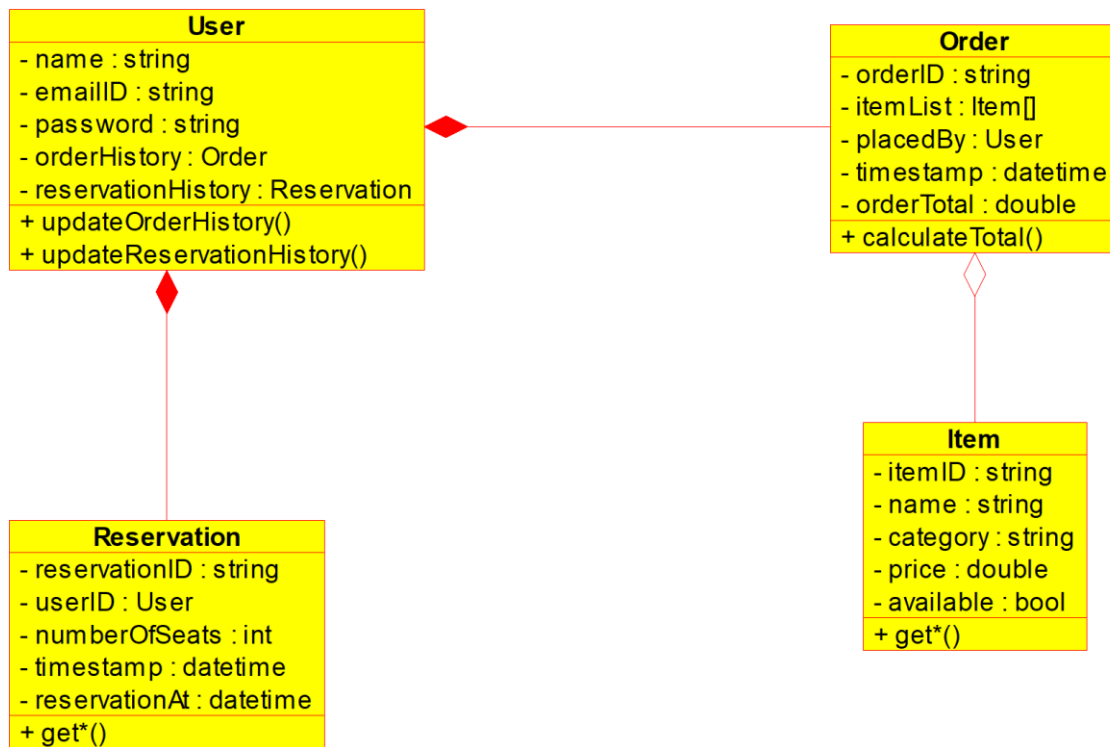 User
- name : string
- emailID : string
- password : string
- orderHistory : Order
- reservationHistory : Reservation
+ updateOrderHistory()
+ updateReservationHistory()
Order
- orderID : string
- itemList : Item[]
- placedBy : User
- timestamp : datetime
- orderTotal : double
+ calculateTotal()
Item
- itemID : string
- name : string
- category : string
- price : double
- available : bool
+ get*()
Reservation
- reservationID : string
- userID : User
- numberOfSeats : int
- timestamp : datetime
- reservationAt : datetime
+ get*()